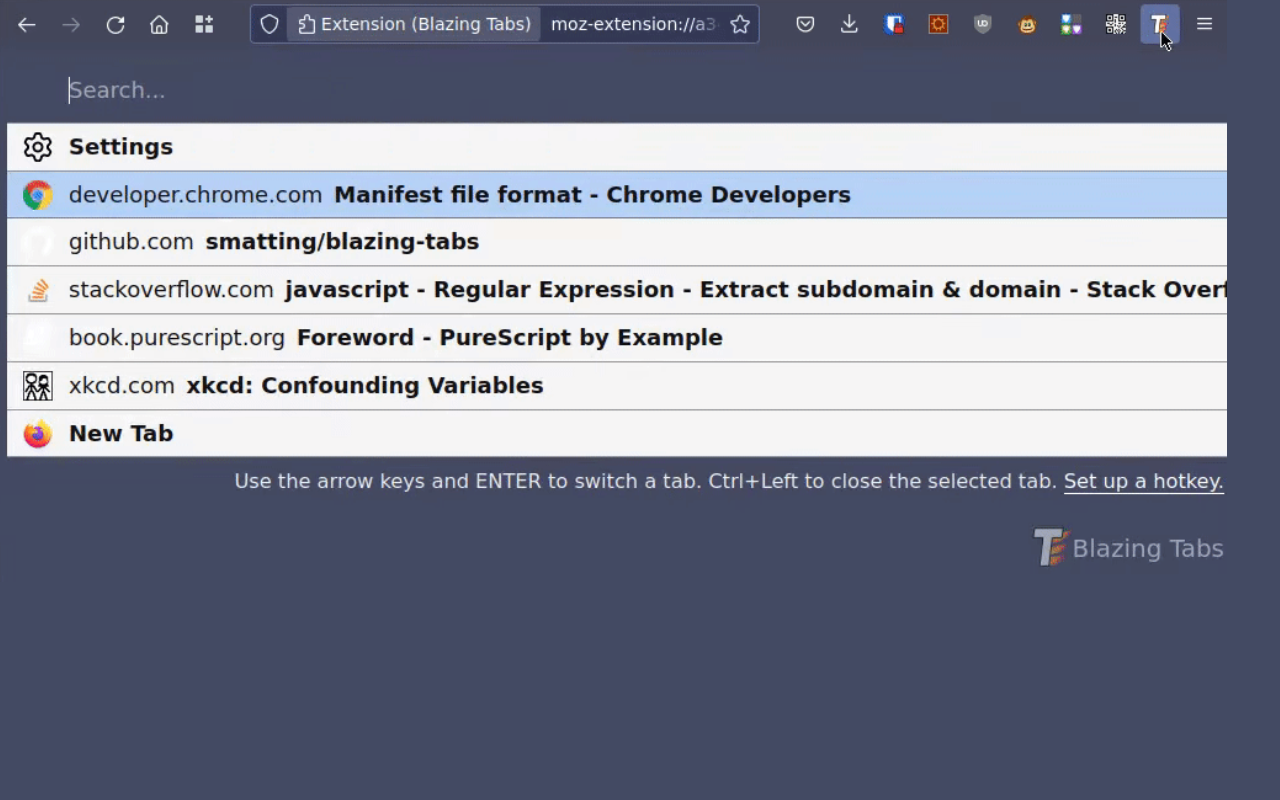 Extension (Blazing Tabs) moz-extension://a3
Search...
Settings
developer.chrome.com Manifest file format - Chrome Developers
github.com smatting/blazing-tabs
stackoverflow.com javascript - Regular Expression - Extract subdomain & domain - Stack Overf
book.purescript.org Foreword - PureScript by Example
xkcd.com xkcd: Confounding Variables
New Tab
Use the arrow keys and ENTER to switch a tab. Ctrl+Left to close the selected tab. Set up a hotkey.
Blazing Tabs